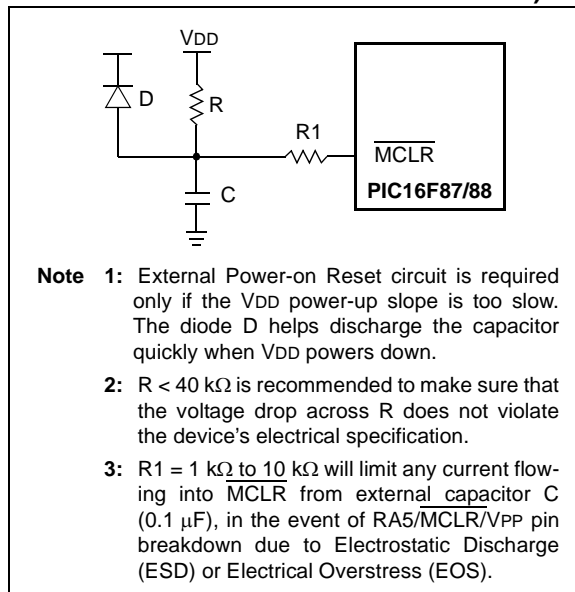 VDD
D
R
R1
MCLR
C
PIC16F87/88
Note 1: External Power-on Reset circuit is required
only if the VDD power-up slope is too slow.
The diode D helps discharge the capacitor
quickly when VDD powers down.
2: R < 40 kΩ is recommended to make sure that
the voltage drop across R does not violate
the device's electrical specification.
3: R1 = 1 kΩ to 10 kΩ will limit any current flow-
ing into MCLR from external capacitor C
(0.1 μF), in the event of RA5/MCLR/VPP pin
breakdown due to Electrostatic Discharge
(ESD) or Electrical Overstress (EOS).